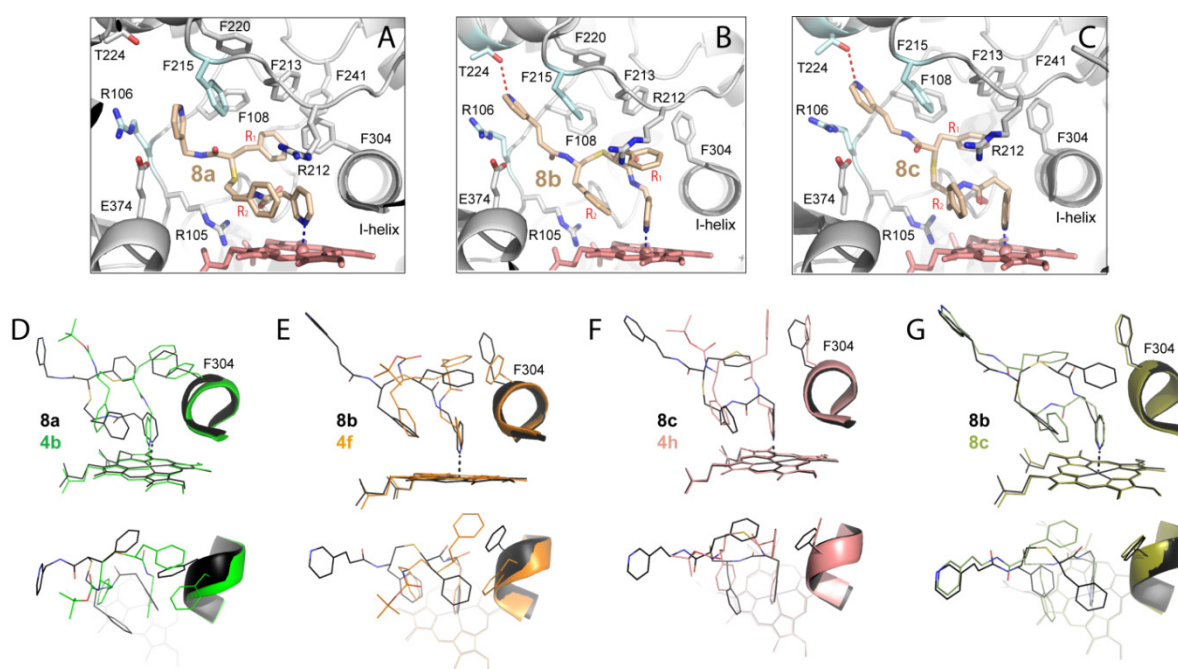 A
T224
F220
F215
F213
F241
R106
F108
R₁
F304
8a
R212
E374
R₂
R105
I-helix
B
T224
F220
F215
F213
R106
R212
F108
F304
8b
R₁
E374
R₂
R105
I-helix
C
T224
F215
F213
F241
R106
F108
R₁
F304
8c
R212
E374
R₂
R105
I-helix
D
F304
8a
4b
E
F304
8b
4f
F
F304
8c
4h
G
F304
8b
8c